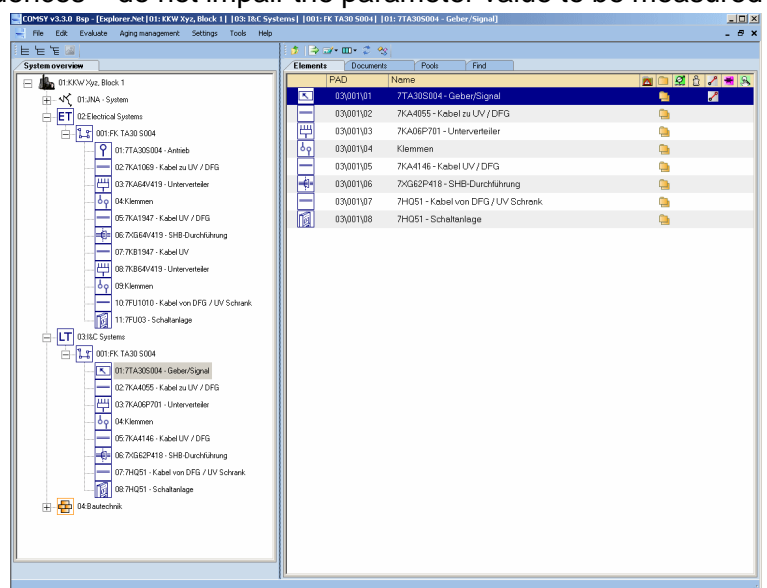 dences – do not impair the parameter value to be measured
COMSY v3.3.0 Bsp - [Explorer.Net |01: KKW Xyz, Block 1| |03: I&C Systems| |001: FK TA30 S004| |01: 7TA30S004 - Geber/Signal]
File Edit Evaluate Aging management Settings Tools Help
System overview
01:KKW Xyz, Block 1
01:JNA - System
ET 02:Electrical Systems
001:FK TA30 S004
01:7TA30S004 - Antrieb
02:7KA1069 - Kabel zu UV / DFG
03:7KA64V419 - Unterverteiler
04:Klemmen
05:7KA1947 - Kabel UV / DFG
06:7XG64V419 - SHB-Durchführung
07:7KB1947 - Kabel UV
08:7KB64V419 - Unterverteiler
09:Klemmen
10:7FU1010 - Kabel von DFG / UV Schrank
11:7FU03 - Schaltanlage
LT 03:I&C Systems
001:FK TA30 S004
01:7TA30S004 - Geber/Signal
02:7KA4055 - Kabel zu UV / DFG
03:7KA06P701 - Unterverteiler
04:Klemmen
05:7KA4146 - Kabel UV / DFG
06:7XG62P418 - SHB-Durchführung
07:7HQ51 - Kabel von DFG / UV Schrank
08:7HQ51 - Schaltanlage
04:Bautechnik
Elements Documents Pools Find
PAD Name
03\001\01 7TA30S004 - Geber/Signal
03\001\02 7KA4055 - Kabel zu UV / DFG
03\001\03 7KA06P701 - Unterverteiler
03\001\04 Klemmen
03\001\05 7KA4146 - Kabel UV / DFG
03\001\06 7XG62P418 - SHB-Durchführung
03\001\07 7HQ51 - Kabel von DFG / UV Schrank
03\001\08 7HQ51 - Schaltanlage